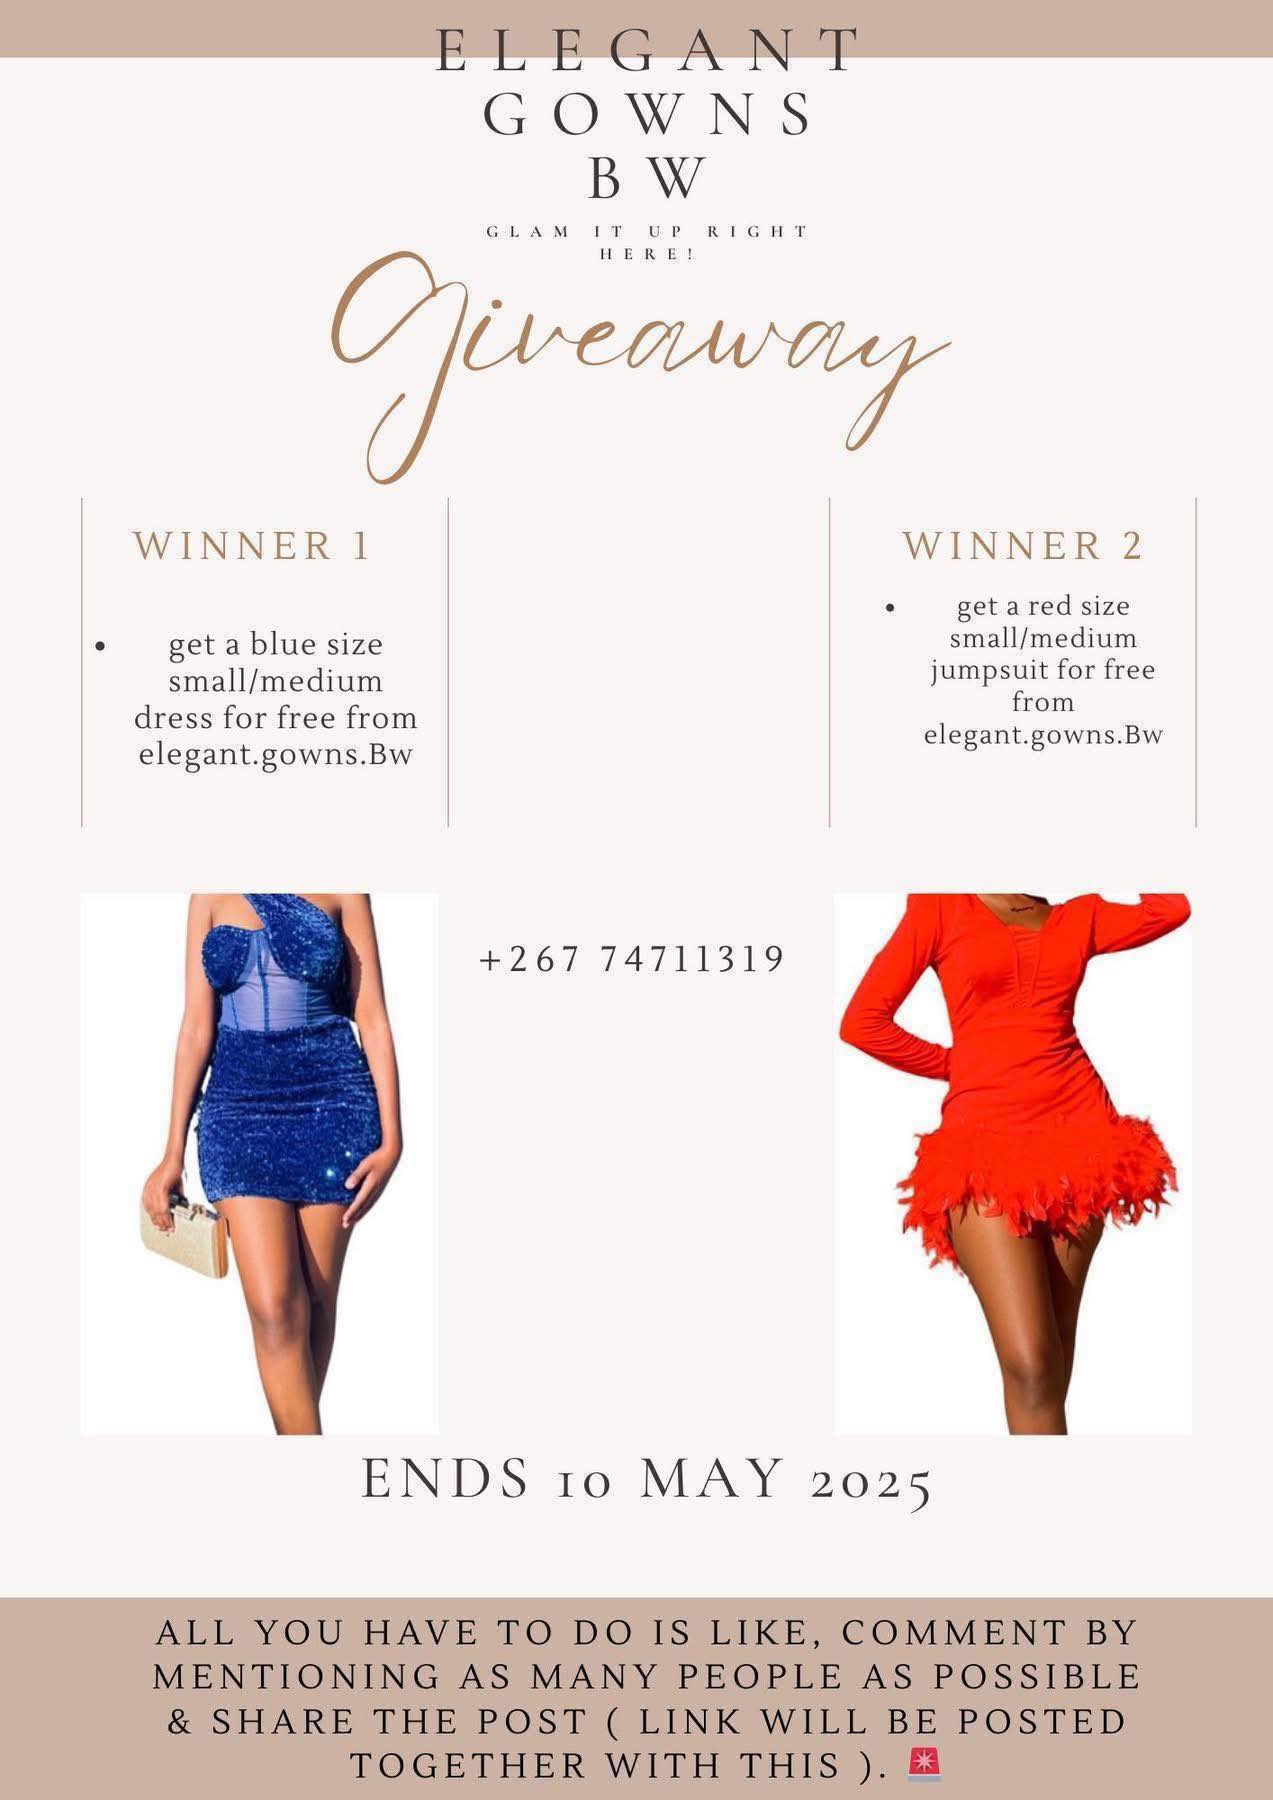 ELEGANT
GOWNS
BW
GLAM IT UP RIGHT
HERE!
Giveaway
WINNER 1
• get a blue size
small/medium
dress for free from
elegant.gowns.Bw
WINNER 2
• get a red size
small/medium
jumpsuit for free
from
elegant.gowns.Bw
+267 74711319
ENDS 10 MAY 2025
ALL YOU HAVE TO DO IS LIKE, COMMENT BY
MENTIONING AS MANY PEOPLE AS POSSIBLE
& SHARE THE POST ( LINK WILL BE POSTED
TOGETHER WITH THIS ). 🚨